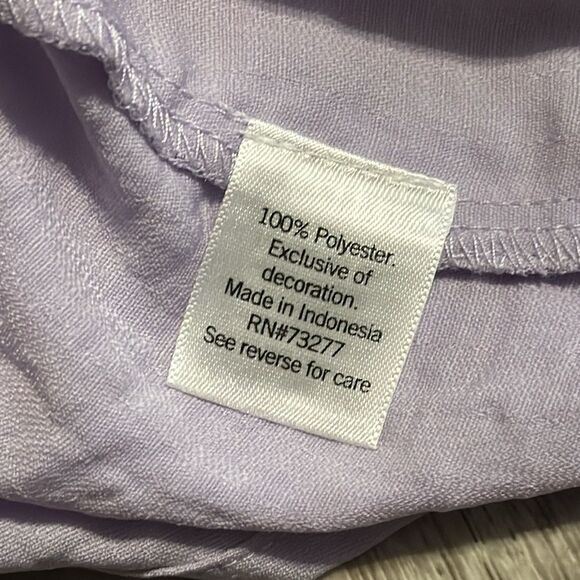 100% Polyester.
Exclusive of
decoration.
Made in Indonesia
RN#73277
See reverse for care